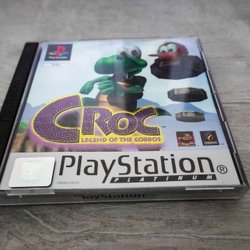 PlayStation
CROC
LEGEND OF THE GOBBOS
PlayStation®
PLATINUM